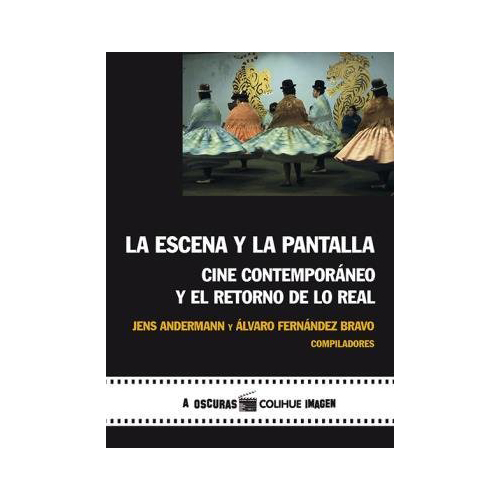 LA ESCENA Y LA PANTALLA
CINE CONTEMPORÁNEO
Y EL RETORNO DE LO REAL
JENS ANDERMANN Y ÁLVARO FERNÁNDEZ BRAVO
COMPILADORES
A OSCURAS COLIHUE IMAGEN